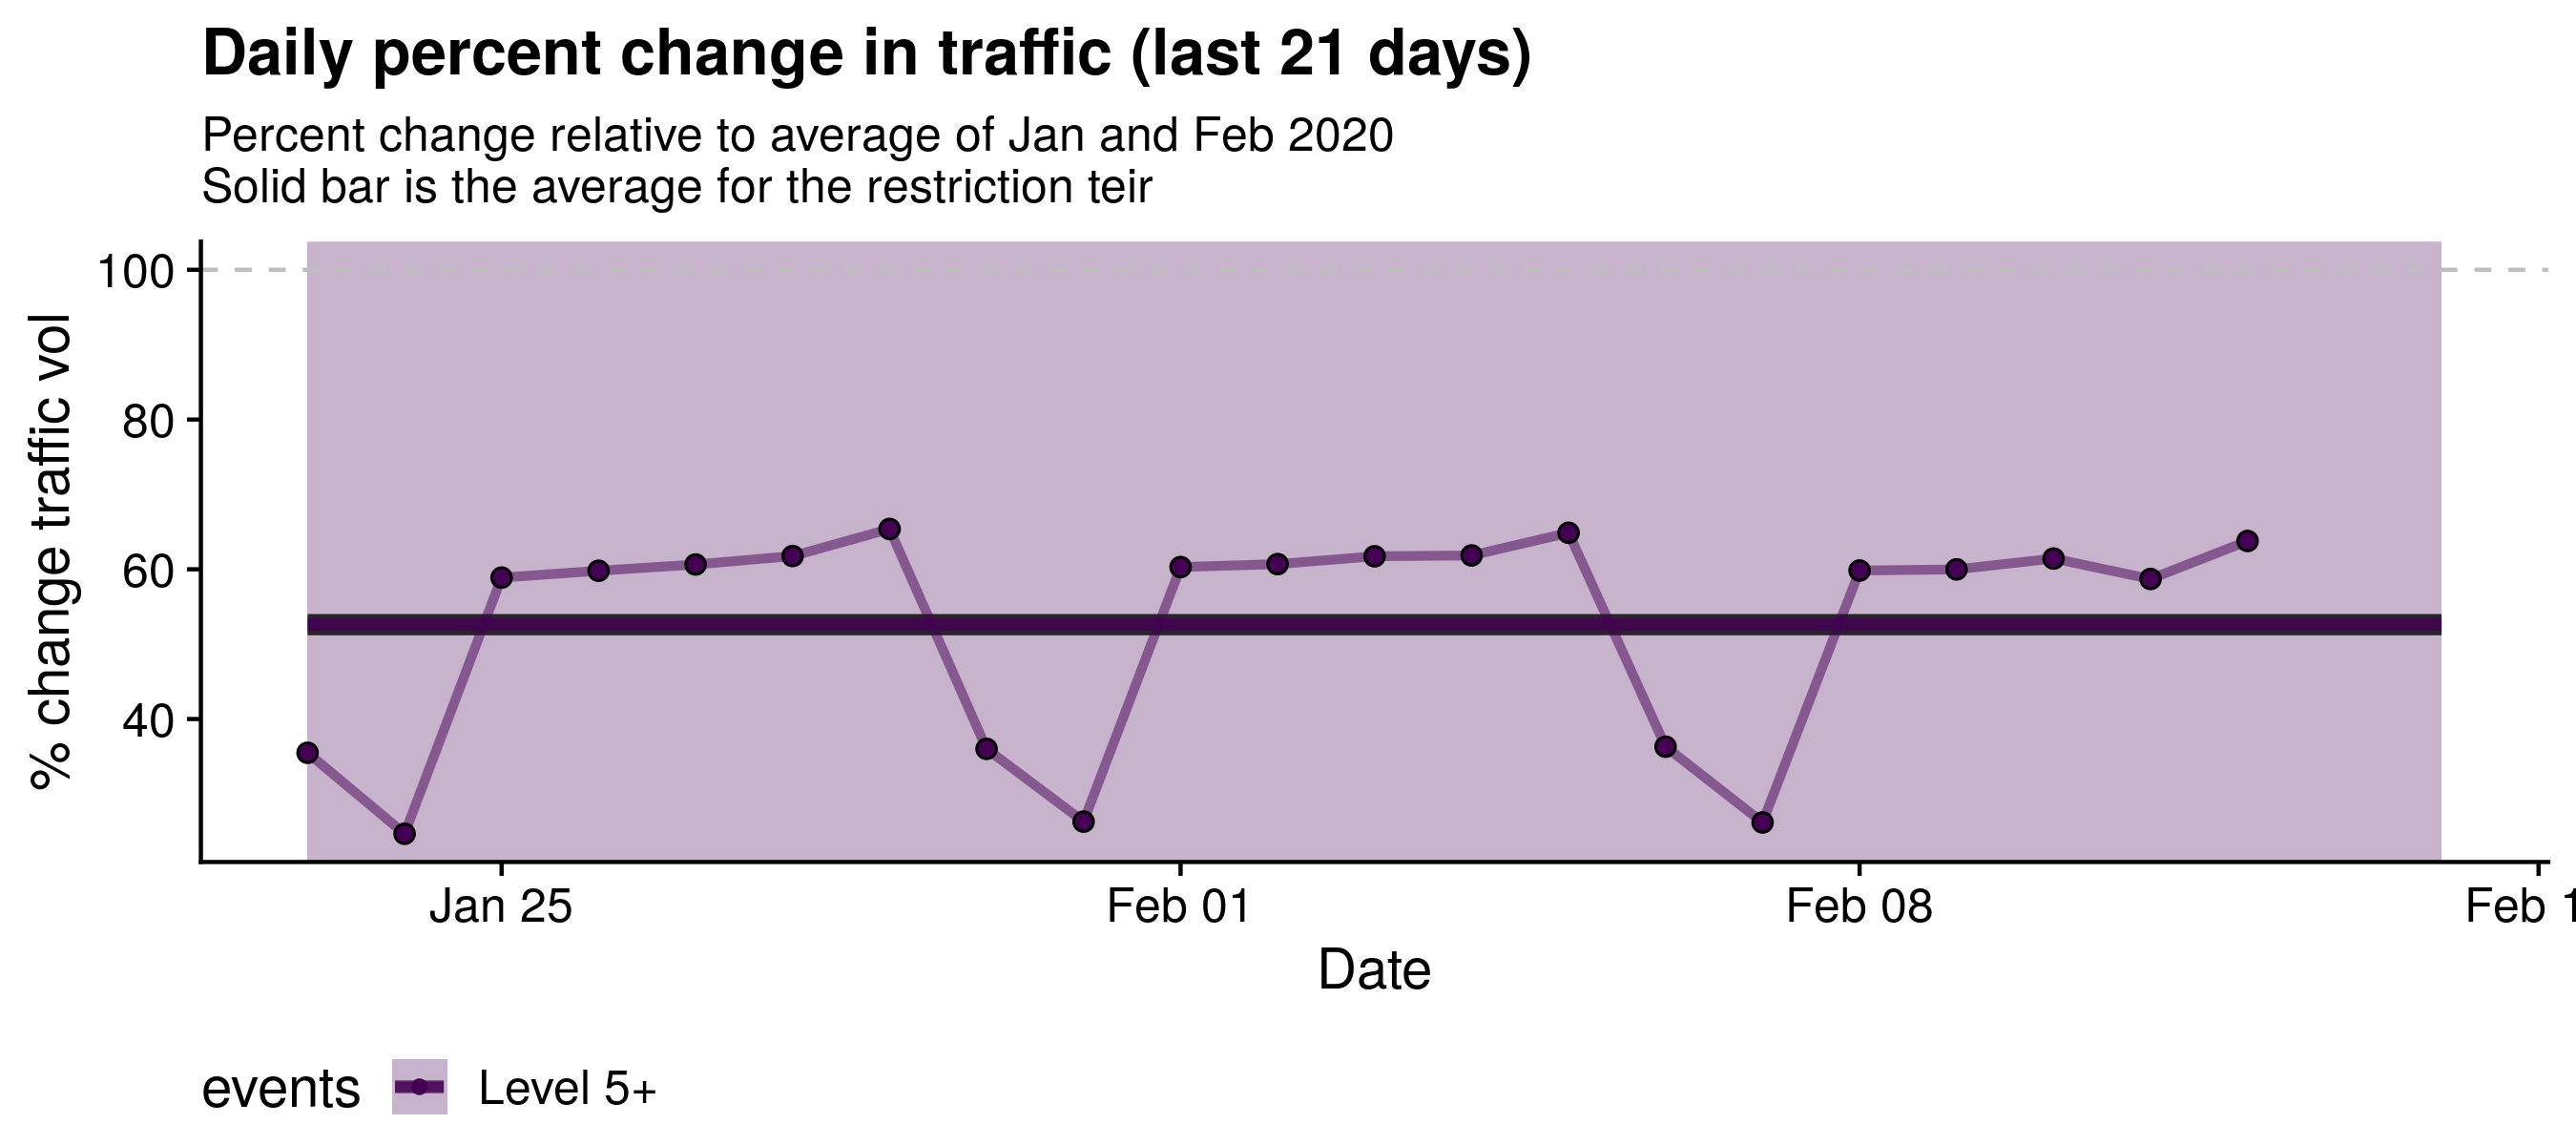 Daily percent change in traffic (last 21 days)
Percent change relative to average of Jan and Feb 2020
Solid bar is the average for the restriction teir
% change traffic vol
100
80
60
40
Jan 25
Feb 01
Feb 08
Feb 1
Date
events
Level 5+